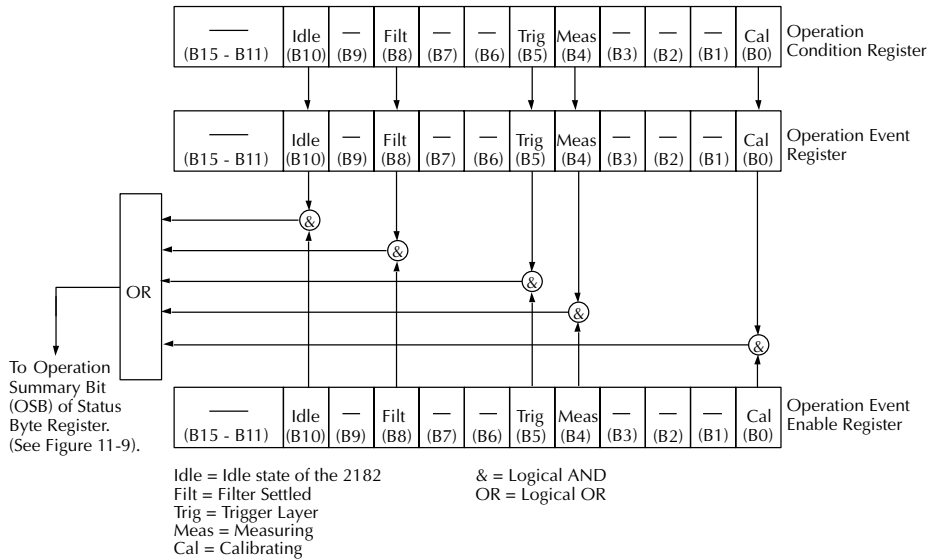 —— Idle — Filt — — Trig Meas — — — Cal Operation
(B15 - B11) (B10) (B9) (B8) (B7) (B6) (B5) (B4) (B3) (B2) (B1) (B0) Condition Register
—— Idle — Filt — — Trig Meas — — — Cal Operation Event
(B15 - B11) (B10) (B9) (B8) (B7) (B6) (B5) (B4) (B3) (B2) (B1) (B0) Register
&
&
OR
&
&
&
To Operation
Summary Bit
(OSB) of Status
Byte Register.
(See Figure 11-9).
—— Idle — Filt — — Trig Meas — — — Cal Operation Event
(B15 - B11) (B10) (B9) (B8) (B7) (B6) (B5) (B4) (B3) (B2) (B1) (B0) Enable Register
Idle = Idle state of the 2182
Filt = Filter Settled
Trig = Trigger Layer
Meas = Measuring
Cal = Calibrating
& = Logical AND
OR = Logical OR